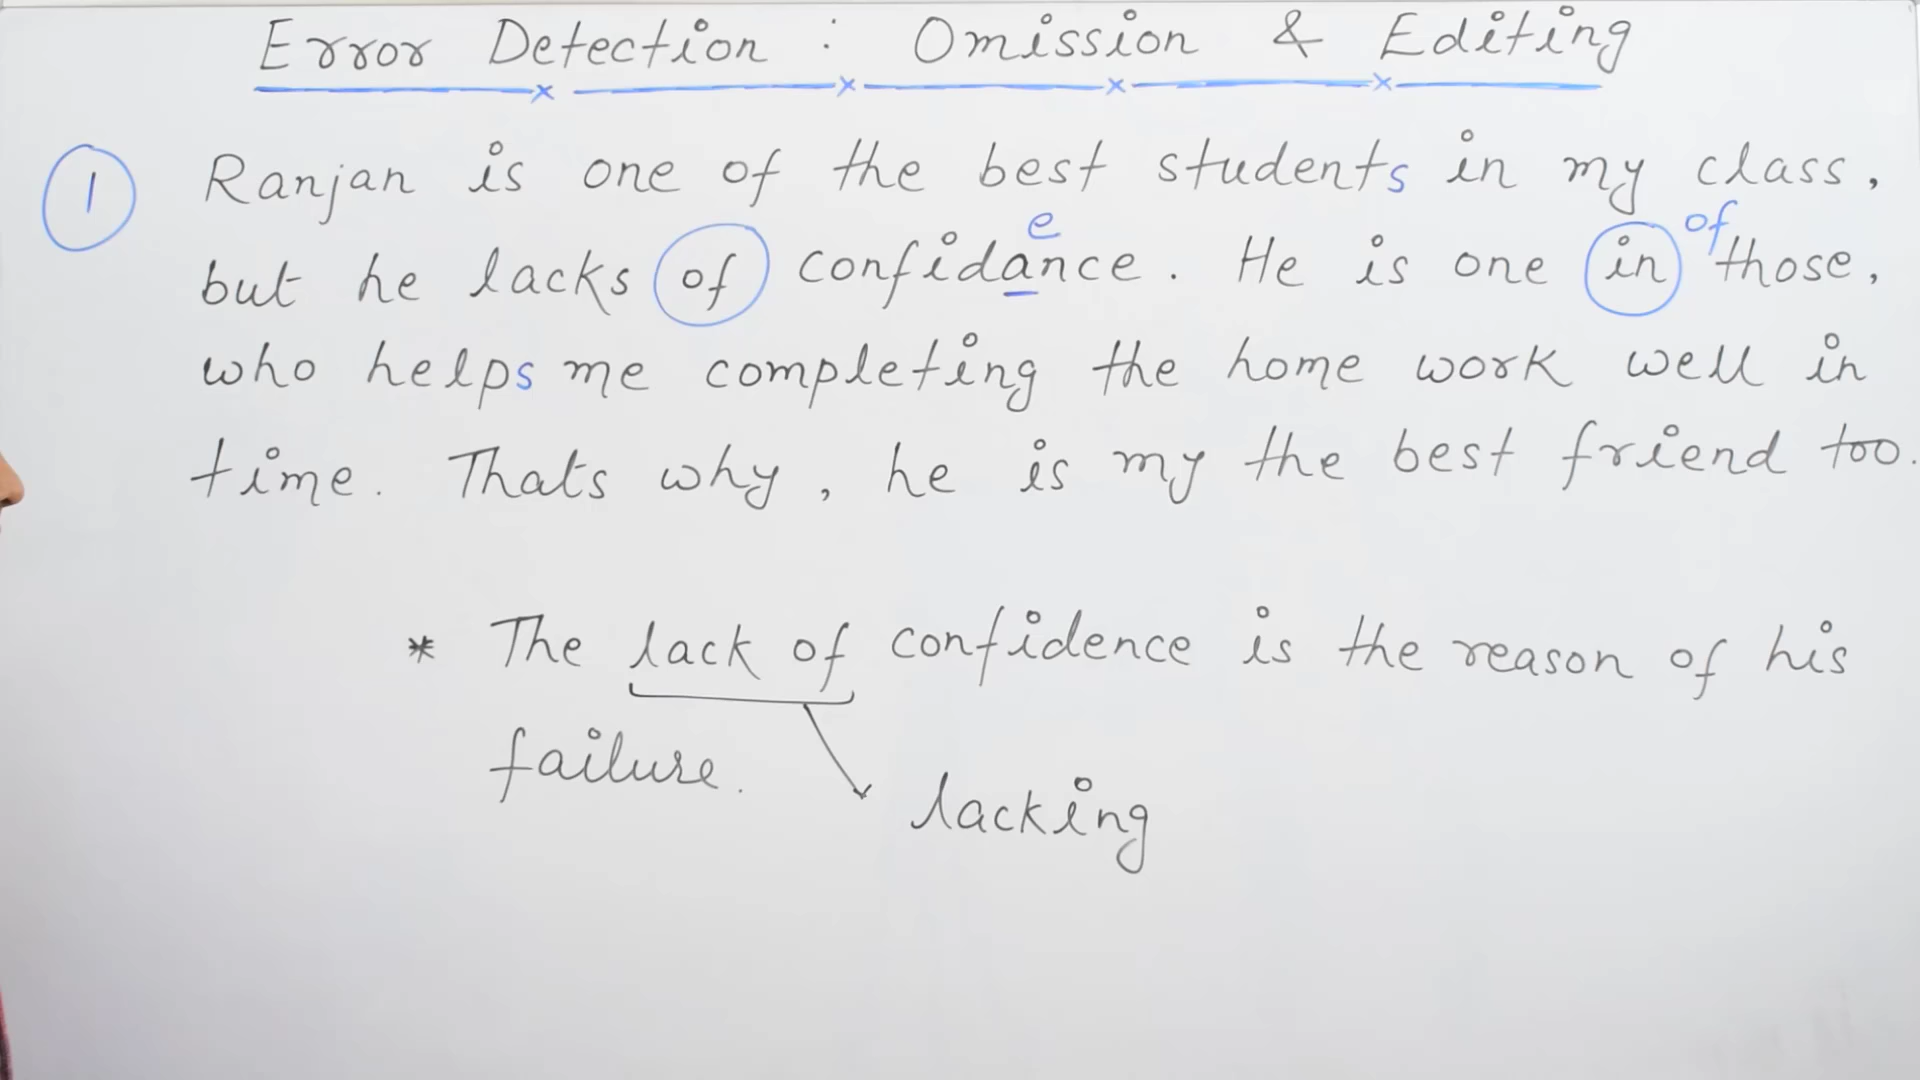 Error Detection : Omission & Editing
1 Ranjan is one of the best students in my class,
e of
but he lacks of confidance. He is one in those,
who helps me completing the home work well in
time. Thats why, he is my the best friend too.
* The lack of confidence is the reason of his
failure.
lacking